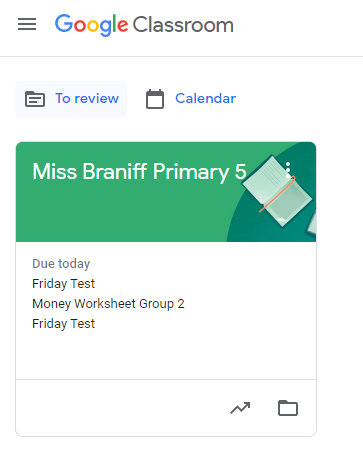 Google Classroom
To review
Calendar
Miss Braniff Primary 5
Due today
Friday Test
Money Worksheet Group 2
Friday Test